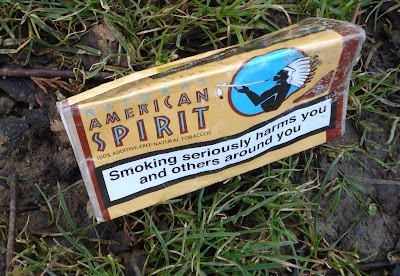 NATURAL
AMERICAN
SPIRIT
100% ADDITIVE-FREE NATURAL TOBACCO
Smoking seriously harms you
and others around you